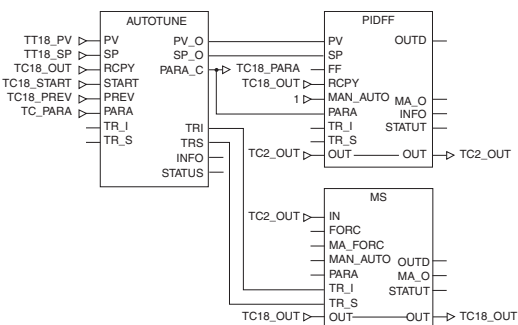 AUTOTUNE
TT18_PV PV PV_O
TT18_SP SP SP_O
TC18_OUT RCPY PARA_C TC18_PARA
TC18_START START
TC18_PREV PREV
TC_PARA PARA
TR_I TRI
TR_S TRS
INFO
STATUS
PIDFF
PV OUTD
SP
FF
TC18_OUT RCPY
1 MAN_AUTO MA_O
PARA INFO
TR_I STATUT
TR_S
TC2_OUT OUT OUT TC2_OUT
MS
TC2_OUT IN
FORC
MA_FORC
MAN_AUTO OUTD
PARA MA_O
TR_I STATUT
TR_S
TC18_OUT OUT OUT TC18_OUT